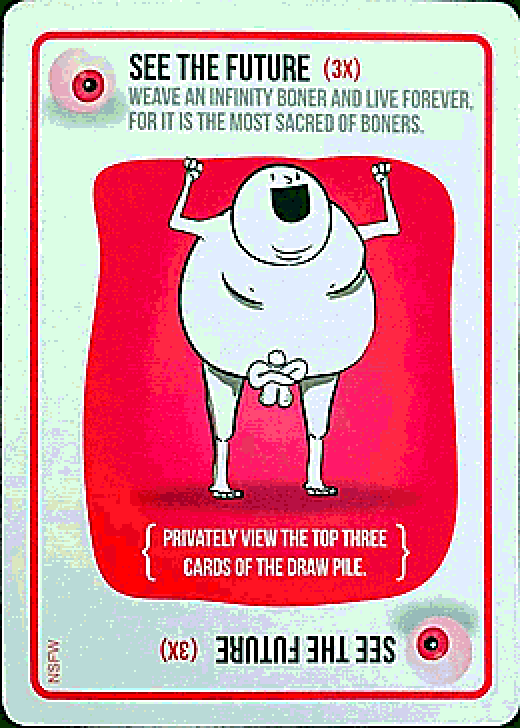 SEE THE FUTURE (3X)
WEAVE AN INFINITY BONER AND LIVE FOREVER,
FOR IT IS THE MOST SACRED OF BONERS.
{ PRIVATELY VIEW THE TOP THREE
CARDS OF THE DRAW PILE. }
SEE THE FUTURE (3X)
NSFW